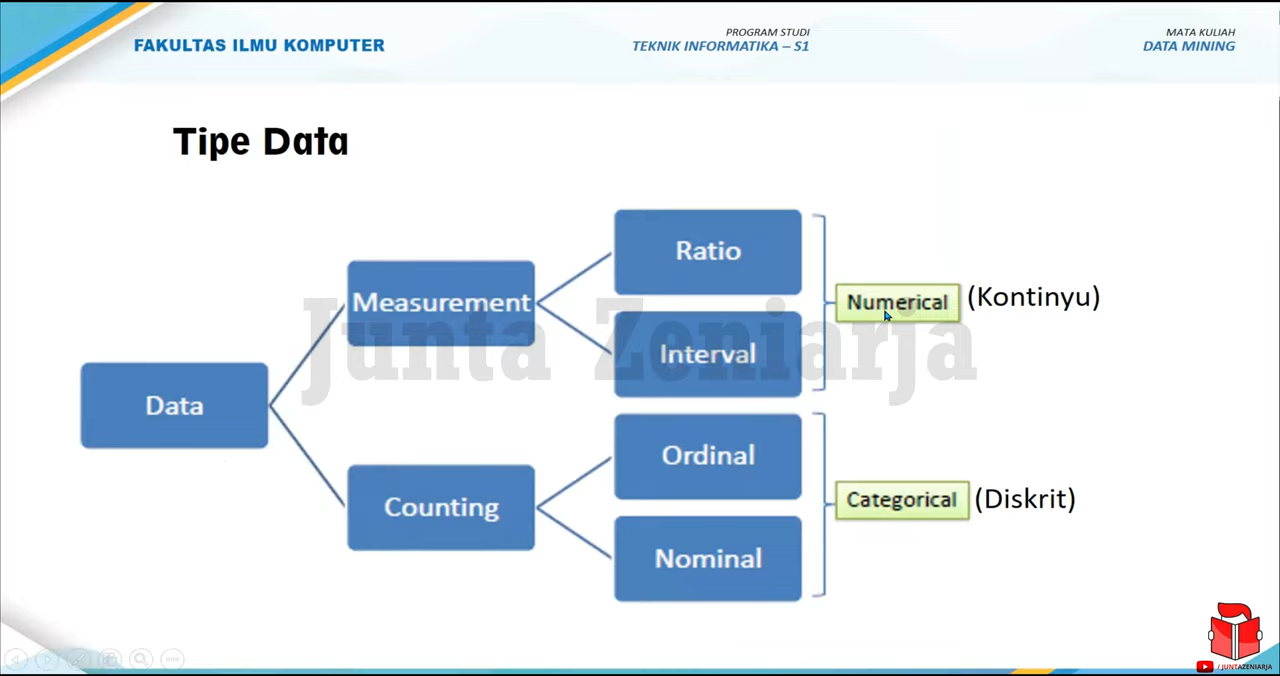 FAKULTAS ILMU KOMPUTER
PROGRAM STUDI
TEKNIK INFORMATIKA – S1
MATA KULIAH
DATA MINING
Tipe Data
Data
Measurement
Counting
Ratio
Interval
Ordinal
Nominal
Numerical (Kontinyu)
Categorical (Diskrit)
Junta Zeniarja
/ JUNTAZENIARJA